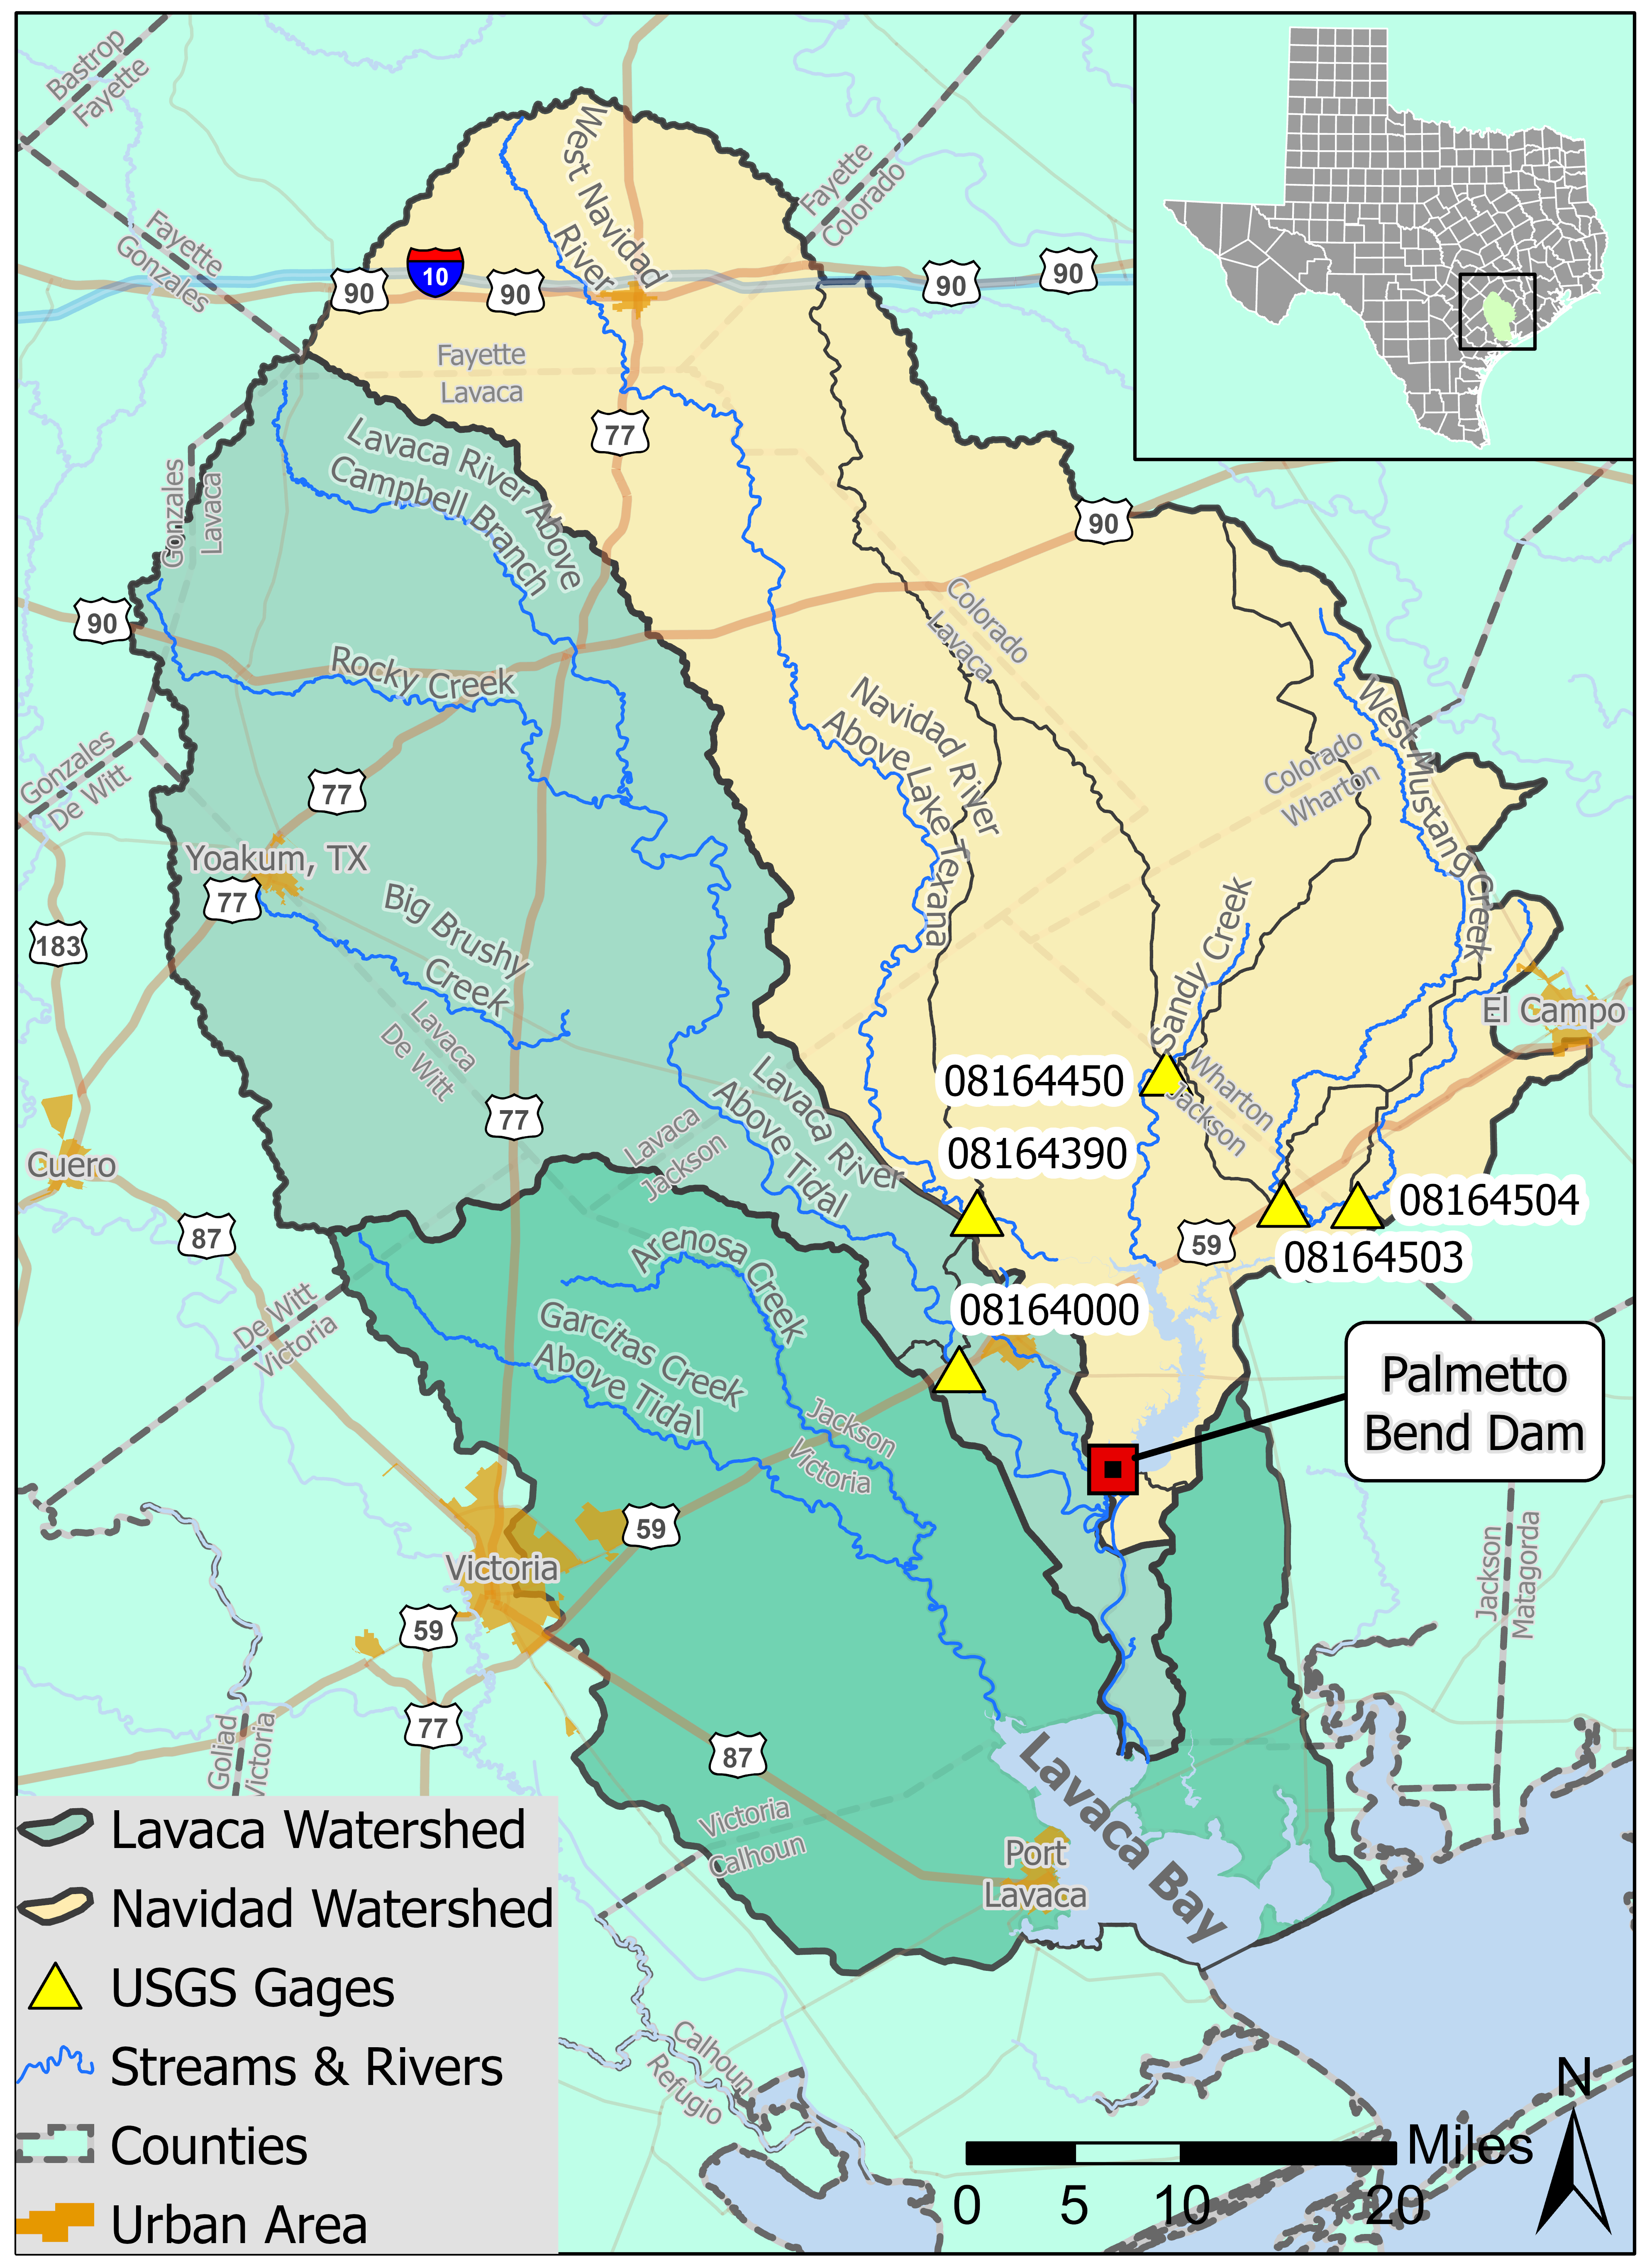 Bastrop
Fayette
Fayette
Gonzales
Fayette
Colorado
West Navidad
River
90
10
90
90
90
Fayette
Lavaca
77
Lavaca River Above
Campbell Branch
Gonzales
Lavaca
90
90
Colorado
Lavaca
Rocky Creek
Navidad River
Above Lake Texana
West Mustang Creek
Colorado
Wharton
Gonzales
De Witt
77
Yoakum, TX
77
183
Big Brushy
Creek
Lavaca
De Witt
Sandy Creek
El Campo
Lavaca River
Above Tidal
08164450
Wharton
Jackson
77
Lavaca
Jackson
08164390
Cuero
87
08164504
59
08164503
Arenosa Creek
08164000
De Witt
Victoria
Garcitas Creek
Above Tidal
Jackson
Victoria
Palmetto
Bend Dam
59
Victoria
59
Jackson
Matagorda
77
Goliad
Victoria
87
Lavaca Bay
Victoria
Calhoun
Port
Lavaca
Calhoun
Refugio
Lavaca Watershed
Navidad Watershed
USGS Gages
Streams & Rivers
Counties
Urban Area
N
Miles
0 5 10 20